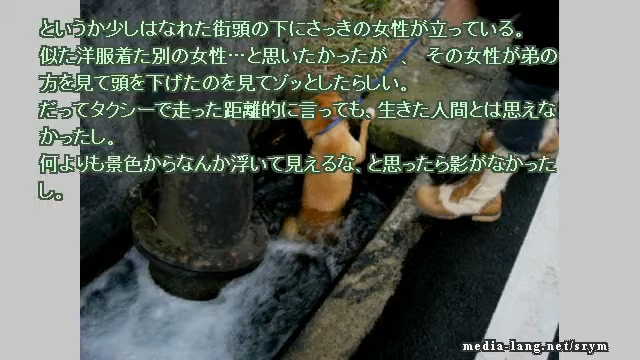 というか少しはなれた街頭の下にさっきの女性が立っている。
似た洋服着た別の女性…と思いたかったが 、 その女性が弟の
方を見て頭を下げたのを見てゾッとしたらしい。
だってタクシーで走った距離的に言っても、生きた人間とは思えな
かったし。
何よりも景色からなんか浮いて見えるな、と思ったら影がなかった
し。
media-lang.net/srym